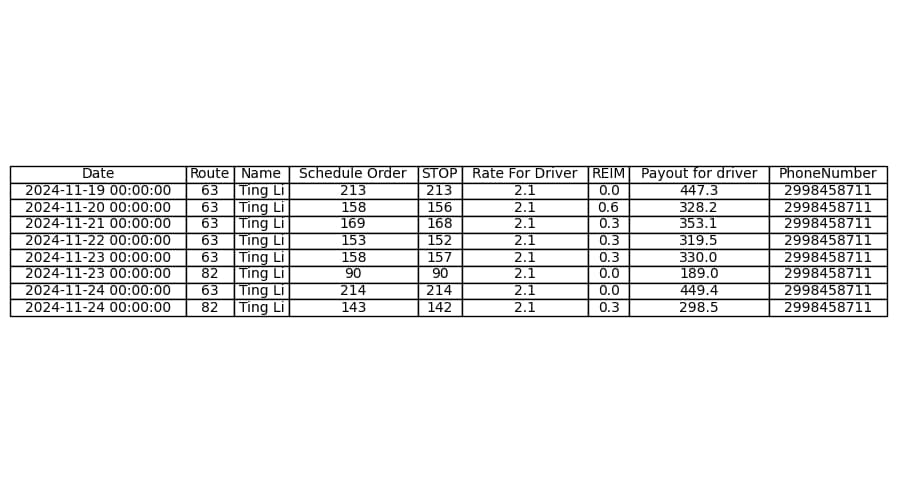 Date Route Name Schedule Order STOP Rate For Driver REIM Payout for driver PhoneNumber
2024-11-19 00:00:00 63 Ting Li 213 213 2.1 0.0 447.3 2998458711
2024-11-20 00:00:00 63 Ting Li 158 156 2.1 0.6 328.2 2998458711
2024-11-21 00:00:00 63 Ting Li 169 168 2.1 0.3 353.1 2998458711
2024-11-22 00:00:00 63 Ting Li 153 152 2.1 0.3 319.5 2998458711
2024-11-23 00:00:00 63 Ting Li 158 157 2.1 0.3 330.0 2998458711
2024-11-23 00:00:00 82 Ting Li 90 90 2.1 0.0 189.0 2998458711
2024-11-24 00:00:00 63 Ting Li 214 214 2.1 0.0 449.4 2998458711
2024-11-24 00:00:00 82 Ting Li 143 142 2.1 0.3 298.5 2998458711